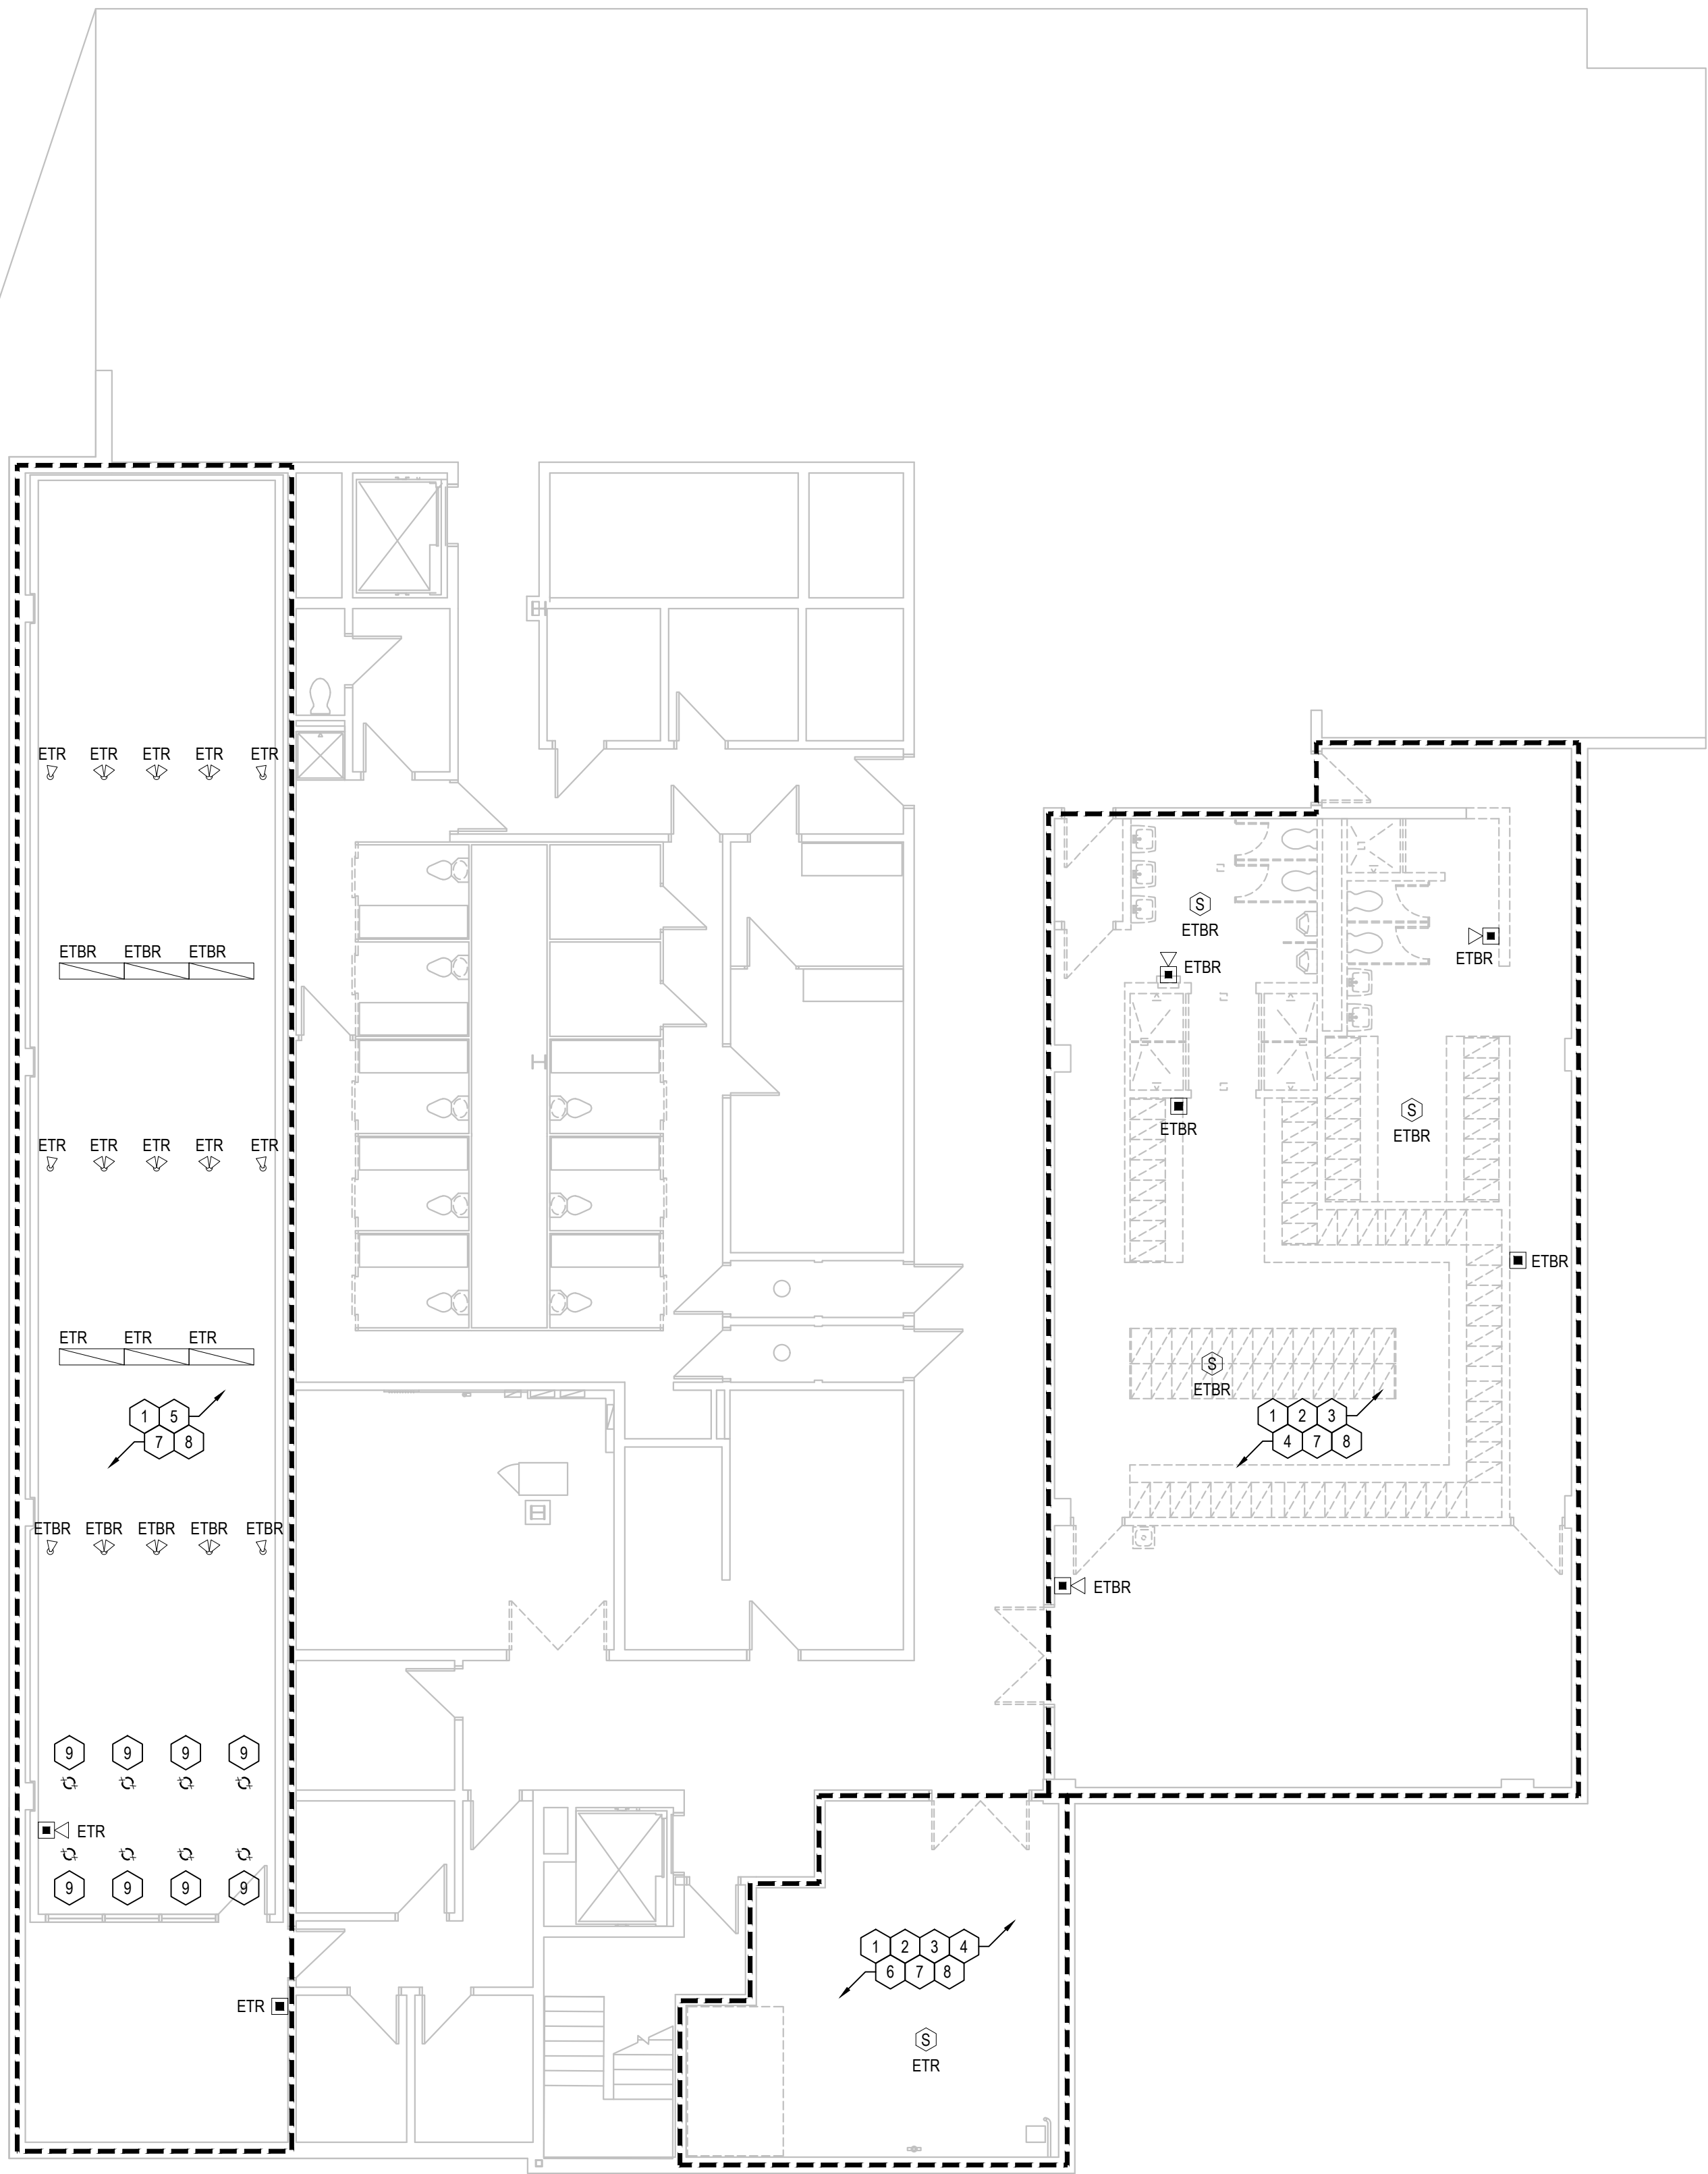 ETR ETR ETR ETR ETR
S
ETBR
ETBR
ETBR
ETBR ETBR ETBR
S
ETBR
ETBR
ETR ETR ETR ETR ETR
ETBR
ETR ETR ETR
S
ETBR
1 5
7 8
1 2 3
4 7 8
ETBR ETBR ETBR ETBR ETBR
ETBR
9 9 9 9
ETR
9 9 9 9
1 2 3 4
6 7 8
ETR
S
ETR